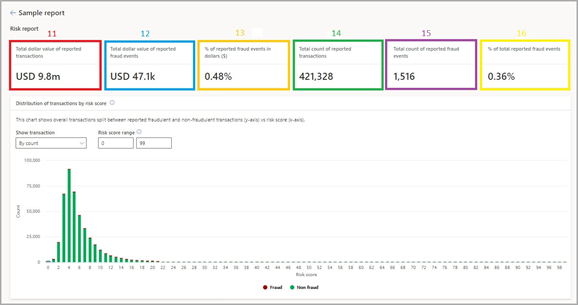 ← Sample report
Risk report
11 12 13 14 15 16
Total dollar value of reported transactions
USD 9.8m
Total dollar value of reported fraud events
USD 47.1k
% of reported fraud events in dollars ($)
0.48%
Total count of reported transactions
421,328
Total count of reported fraud events
1,516
% of total reported fraud events
0.36%
Distribution of transactions by risk score
This chart shows overall transactions split between reported fraudulent and non-fraudulent transactions (y-axis) vs risk score (x-axis).
Show transaction
By count
Risk score range
0 99
100,000
75,000
50,000
25,000
0
Count
0 2 4 6 8 10 12 14 16 18 20 22 24 26 28 30 32 34 36 38 40 42 44 46 48 50 52 54 56 58 60 62 64 66 68 70 72 74 76 78 80 82 84 86 88 90 92 94 96 98
Risk score
Fraud Non fraud